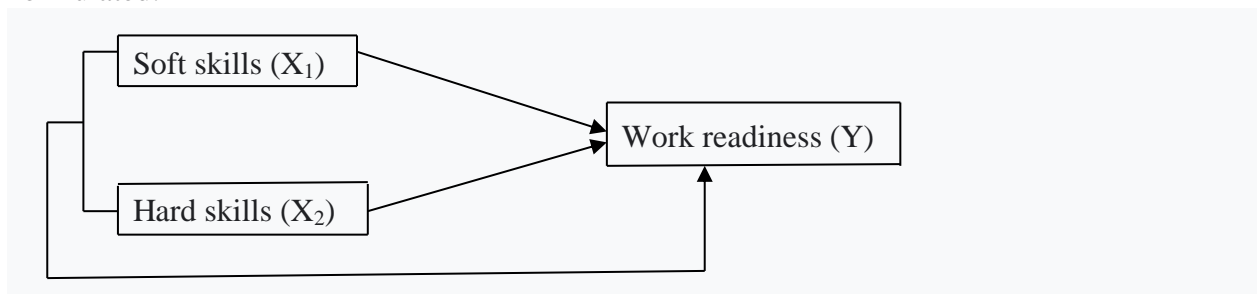 Soft skills (X₁)
Work readiness (Y)
Hard skills (X₂)